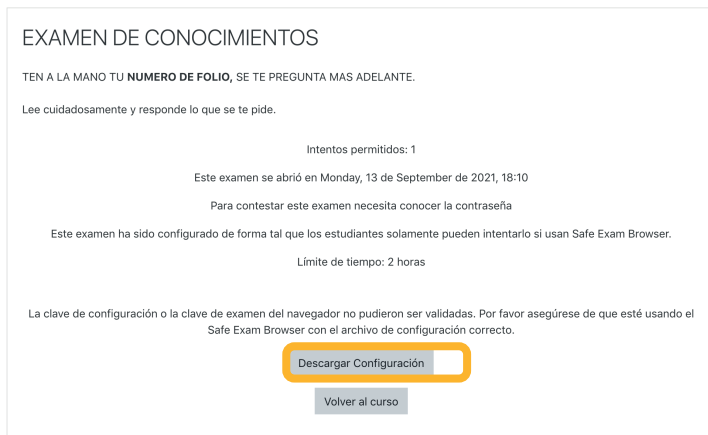 EXAMEN DE CONOCIMIENTOS
TEN A LA MANO TU NUMERO DE FOLIO, SE TE PREGUNTA MAS ADELANTE.
Lee cuidadosamente y responde lo que se te pide.
Intentos permitidos: 1
Este examen se abrió en Monday, 13 de September de 2021, 18:10
Para contestar este examen necesita conocer la contraseña
Este examen ha sido configurado de forma tal que los estudiantes solamente pueden intentarlo si usan Safe Exam Browser.
Límite de tiempo: 2 horas
La clave de configuración o la clave de examen del navegador no pudieron ser validadas. Por favor asegúrese de que esté usando el
Safe Exam Browser con el archivo de configuración correcto.
Descargar Configuración
Volver al curso